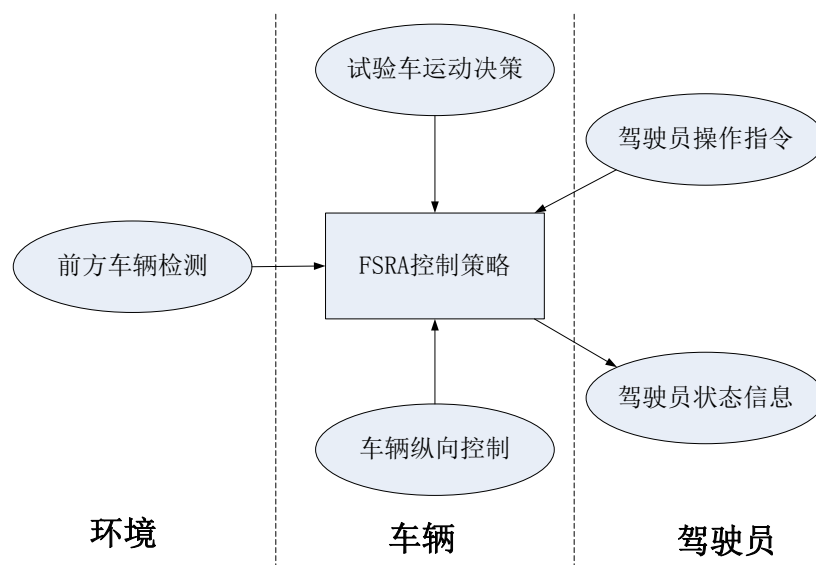 试验车运动决策
驾驶员操作指令
前方车辆检测
FSRA控制策略
驾驶员状态信息
车辆纵向控制
环境
车辆
驾驶员